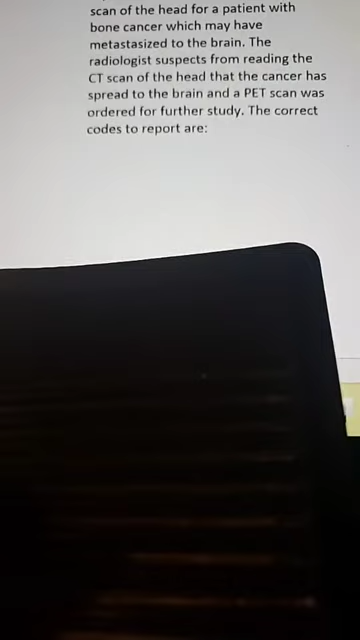 scan of the head for a patient with
bone cancer which may have
metastasized to the brain. The
radiologist suspects from reading the
CT scan of the head that the cancer has
spread to the brain and a PET scan was
ordered for further study. The correct
codes to report are: